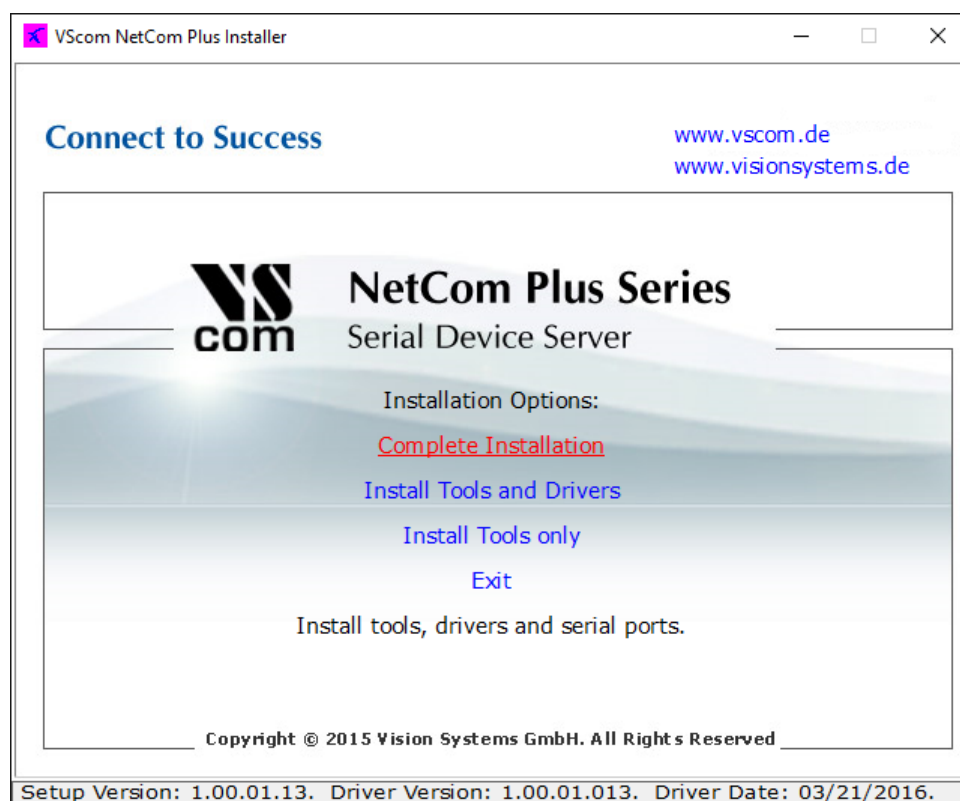 VScom NetCom Plus Installer
Connect to Success
www.vscom.de
www.visionsystems.de
VS
com
NetCom Plus Series
Serial Device Server
Installation Options:
Complete Installation
Install Tools and Drivers
Install Tools only
Exit
Install tools, drivers and serial ports.
Copyright © 2015 Vision Systems GmbH. All Rights Reserved
Setup Version: 1.00.01.13. Driver Version: 1.00.01.013. Driver Date: 03/21/2016.